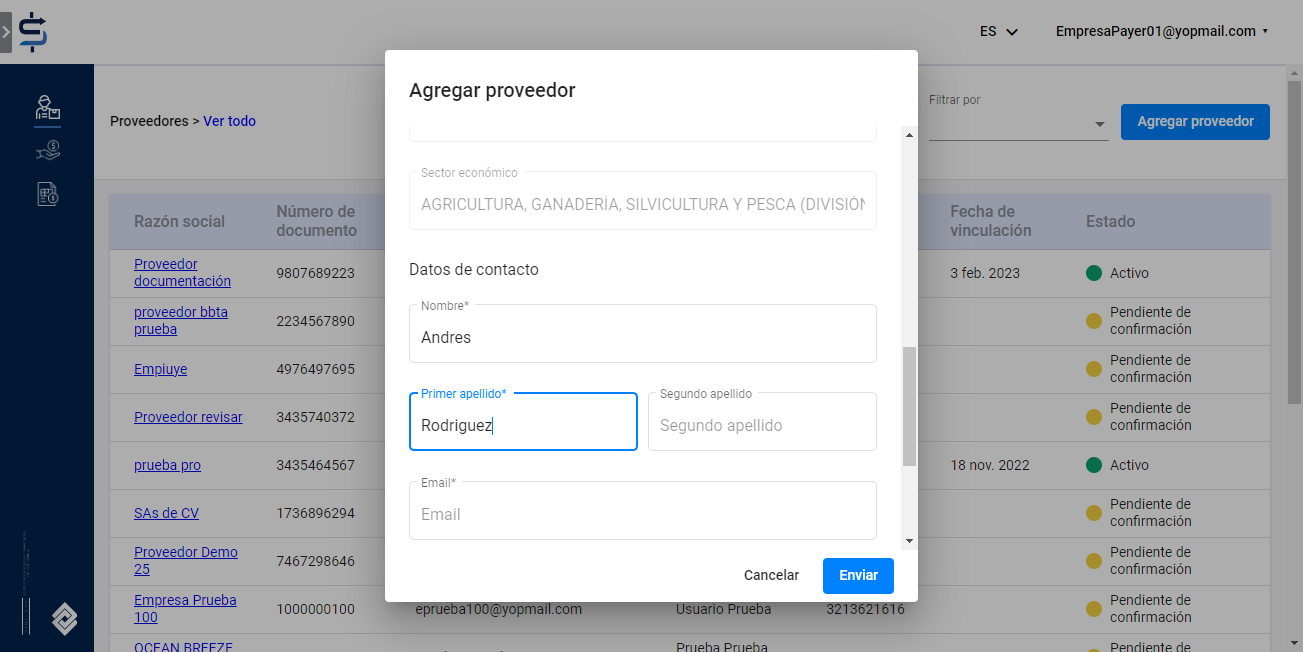 ES
EmpresaPayer01@yopmail.com
Proveedores > Ver todo
Filtrar por
Agregar proveedor
Razón social
Número de
documento
Fecha de
vinculación
Estado
Proveedor
documentación
9807689223
3 feb. 2023
Activo
proveedor bbta
prueba
2234567890
Pendiente de
confirmación
Empiuye
4976497695
Pendiente de
confirmación
Proveedor revisar
3435740372
Pendiente de
confirmación
prueba pro
3435464567
18 nov. 2022
Activo
SAs de CV
1736896294
Pendiente de
confirmación
Proveedor Demo
25
7467298646
Pendiente de
confirmación
Empresa Prueba
100
1000000100
eprueba100@yopmail.com
Usuario Prueba
3213621616
Pendiente de
confirmación
OCEAN BREEZE
Prueba Prueba
Pendiente de
Agregar proveedor
Sector económico
AGRICULTURA, GANADERÍA, SILVICULTURA Y PESCA (DIVISIÓN
Datos de contacto
Nombre*
Andres
Primer apellido*
Rodriguez
Segundo apellido
Segundo apellido
Email*
Email
Cancelar
Enviar